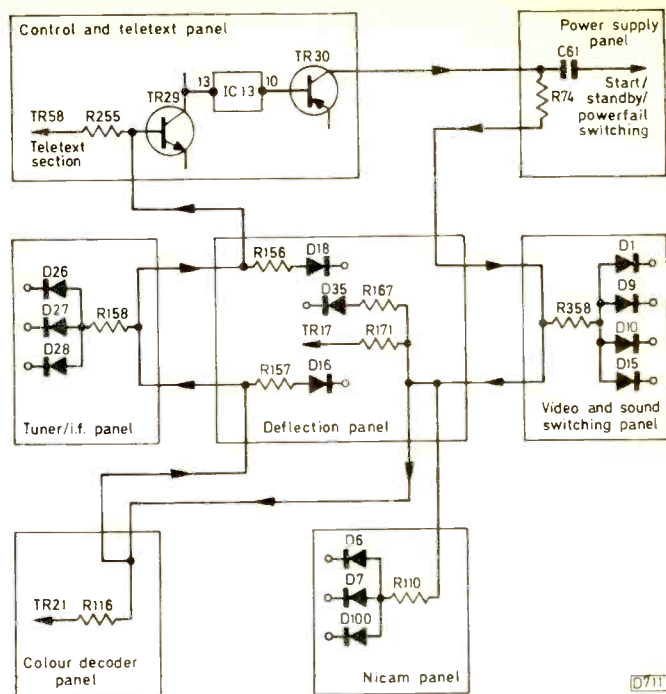 Control and teletext panel
TR30
13
10
TR29
IC13
TR58
R255
Teletext
section
Power supply
panel
C61
R74
Start/
standby/
powerfail
switching
D26
D27
D28
R158
Tuner/i.f. panel
R156
D18
D35
R167
TR17
R171
R157
D16
Deflection panel
D1
D9
D10
D15
R358
Video and sound
switching panel
TR21
R116
Colour decoder
panel
D6
D7
D100
R110
Nicam panel
D711